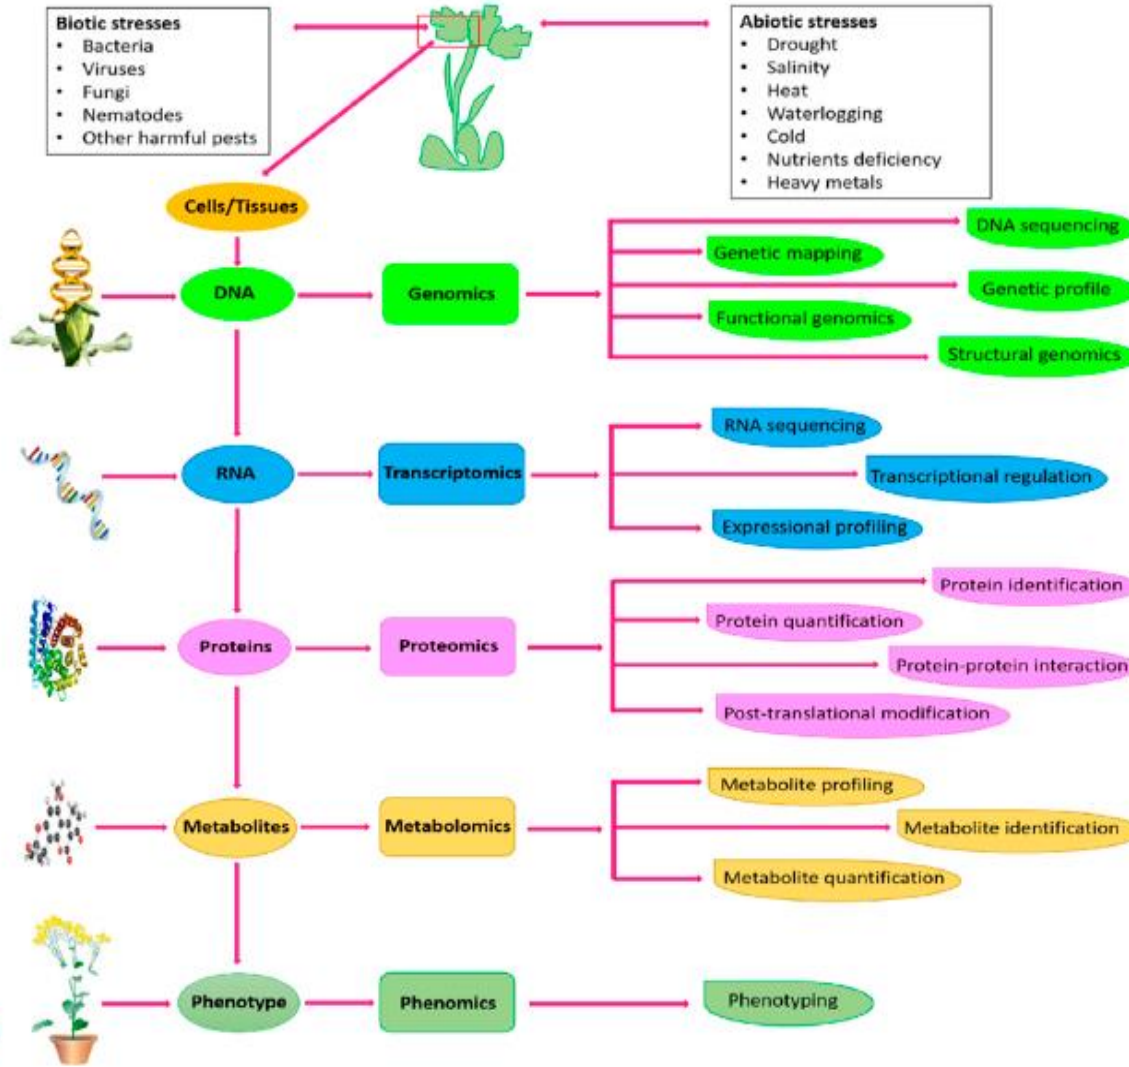 Biotic stresses
• Bacteria
• Viruses
• Fungi
• Nematodes
• Other harmful pests
Abiotic stresses
• Drought
• Salinity
• Heat
• Waterlogging
• Cold
• Nutrients deficiency
• Heavy metals
Cells/Tissues
DNA
Genomics
DNA sequencing
Genetic mapping
Genetic profile
Functional genomics
Structural genomics
RNA
Transcriptomics
RNA sequencing
Transcriptional regulation
Expressional profiling
Proteins
Proteomics
Protein identification
Protein quantification
Protein-protein interaction
Post-translational modification
Metabolites
Metabolomics
Metabolite profiling
Metabolite identification
Metabolite quantification
Phenotype
Phenomics
Phenotyping